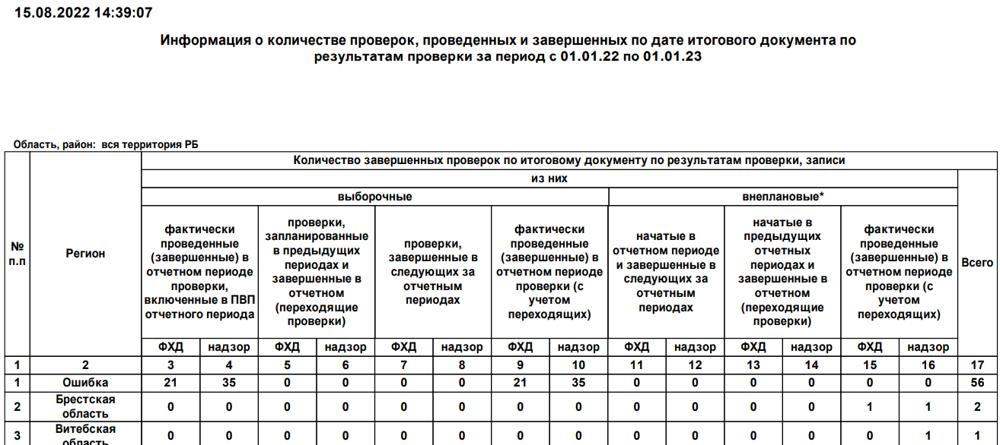 15.08.2022 14:39:07
Информация о количестве проверок, проведенных и завершенных по дате итогового документа по
результатам проверки за период с 01.01.22 по 01.01.23
Область, район:  вся территория РБ
№
п.п
Регион
Количество завершенных проверок по итоговому документу по результатам проверки, записи
из них
Всего
выборочные
внеплановые*
фактически
проведенные
(завершенные) в
отчетном периоде
проверки,
включенные в ПВП
отчетного периода
проверки,
запланированные
в предыдущих
периодах и
завершенные в
отчетном
(переходящие
проверки)
проверки,
завершенные в
следующих за
отчетным
периодах
фактически
проведенные
(завершенные) в
отчетном периоде
проверки (с
учетом
переходящих)
начатые в
отчетном периоде
и завершенные в
следующих за
отчетным
периодах
начатые в
предыдущих
отчетных
периодах и
завершенные в
отчетном
(переходящие
проверки)
фактически
проведенные
(завершенные) в
отчетном периоде
проверки (с
учетом
переходящих)
ФХД надзор ФХД надзор ФХД надзор ФХД надзор ФХД надзор ФХД надзор ФХД надзор
1 2 3 4 5 6 7 8 9 10 11 12 13 14 15 16 17
1 Ошибка 21 35 0 0 0 0 21 35 0 0 0 0 0 0 56
2 Брестская
область 0 0 0 0 0 0 0 0 0 0 0 0 1 1 2
3 Витебская
область 0 0 0 0 0 0 0 0 0 0 0 0 0 1 1